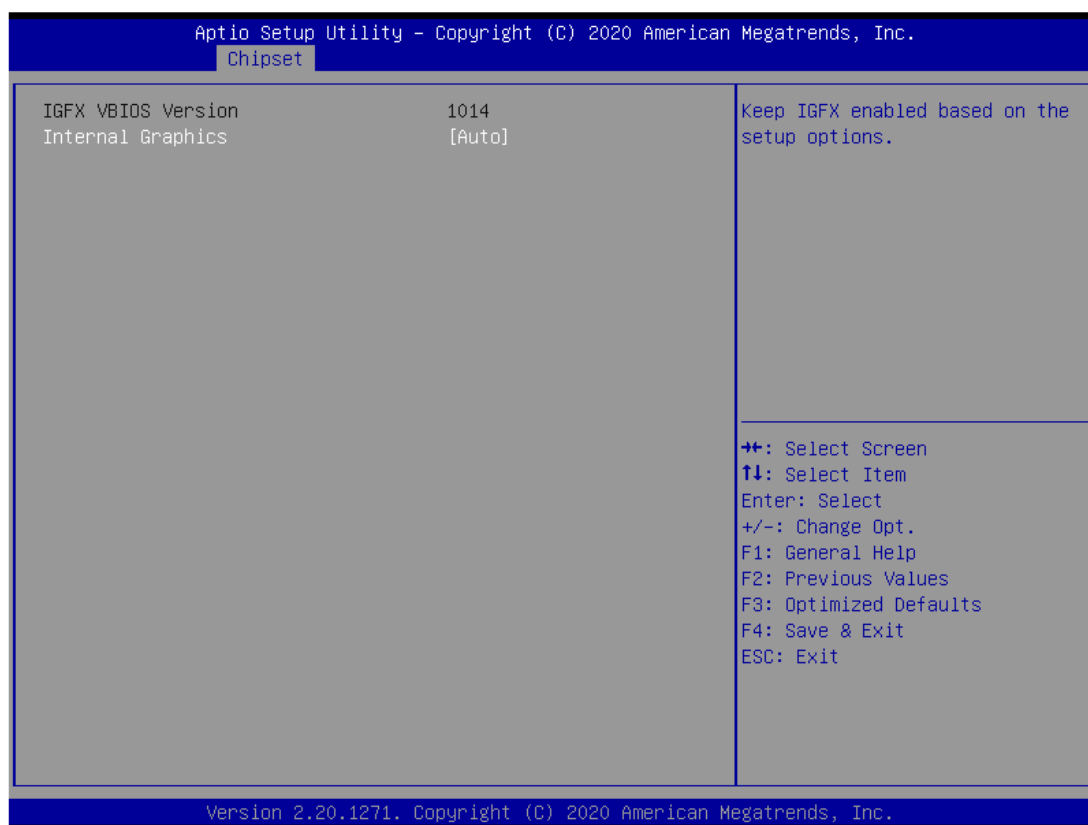 Aptio Setup Utility – Copyright (C) 2020 American Megatrends, Inc.
Chipset
IGFX VBIOS Version 1014
Internal Graphics [Auto]
Keep IGFX enabled based on the
setup options.
→←: Select Screen
↑↓: Select Item
Enter: Select
+/-: Change Opt.
F1: General Help
F2: Previous Values
F3: Optimized Defaults
F4: Save & Exit
ESC: Exit
Version 2.20.1271. Copyright (C) 2020 American Megatrends, Inc.